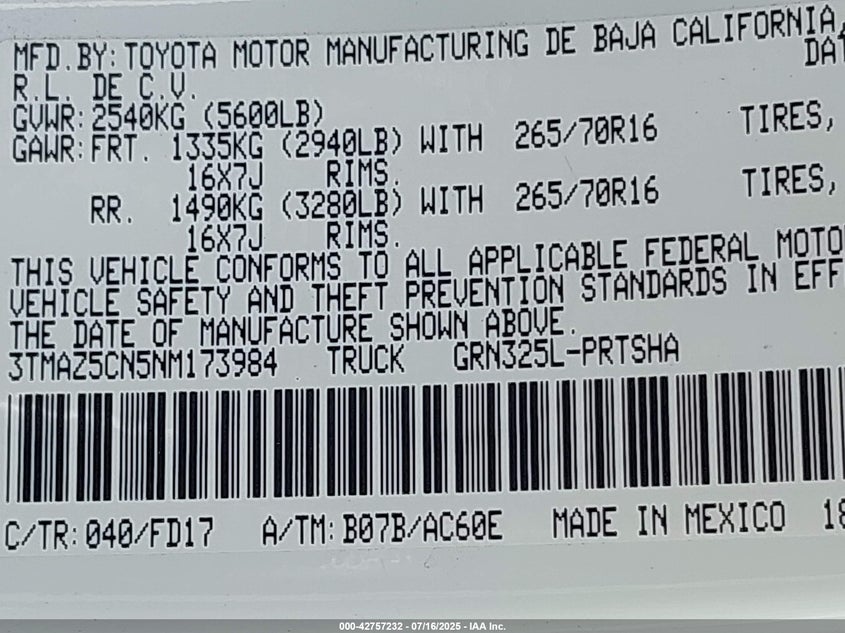 MFD.BY: TOYOTA MOTOR MANUFACTURING DE BAJA CALIFORNIA,
R.L. DE C.V.
GVWR: 2540KG (5600LB)
GAWR: FRT. 1335KG (2940LB) WITH 265/70R16 TIRES,
16X7J RIMS.
RR. 1490KG (3280LB) WITH 265/70R16 TIRES,
16X7J RIMS.
THIS VEHICLE CONFORMS TO ALL APPLICABLE FEDERAL
VEHICLE SAFETY AND THEFT PREVENTION STANDARDS IN
THE DATE OF MANUFACTURE SHOWN ABOVE.
3TMAZ5CN5NM173984 TRUCK GRN325L-PRTSHA
C/TR: 040/FD17 A/TM: B07B/AC60E MADE IN MEXICO
000-42757232 - 07/16/2025 - IAA Inc.